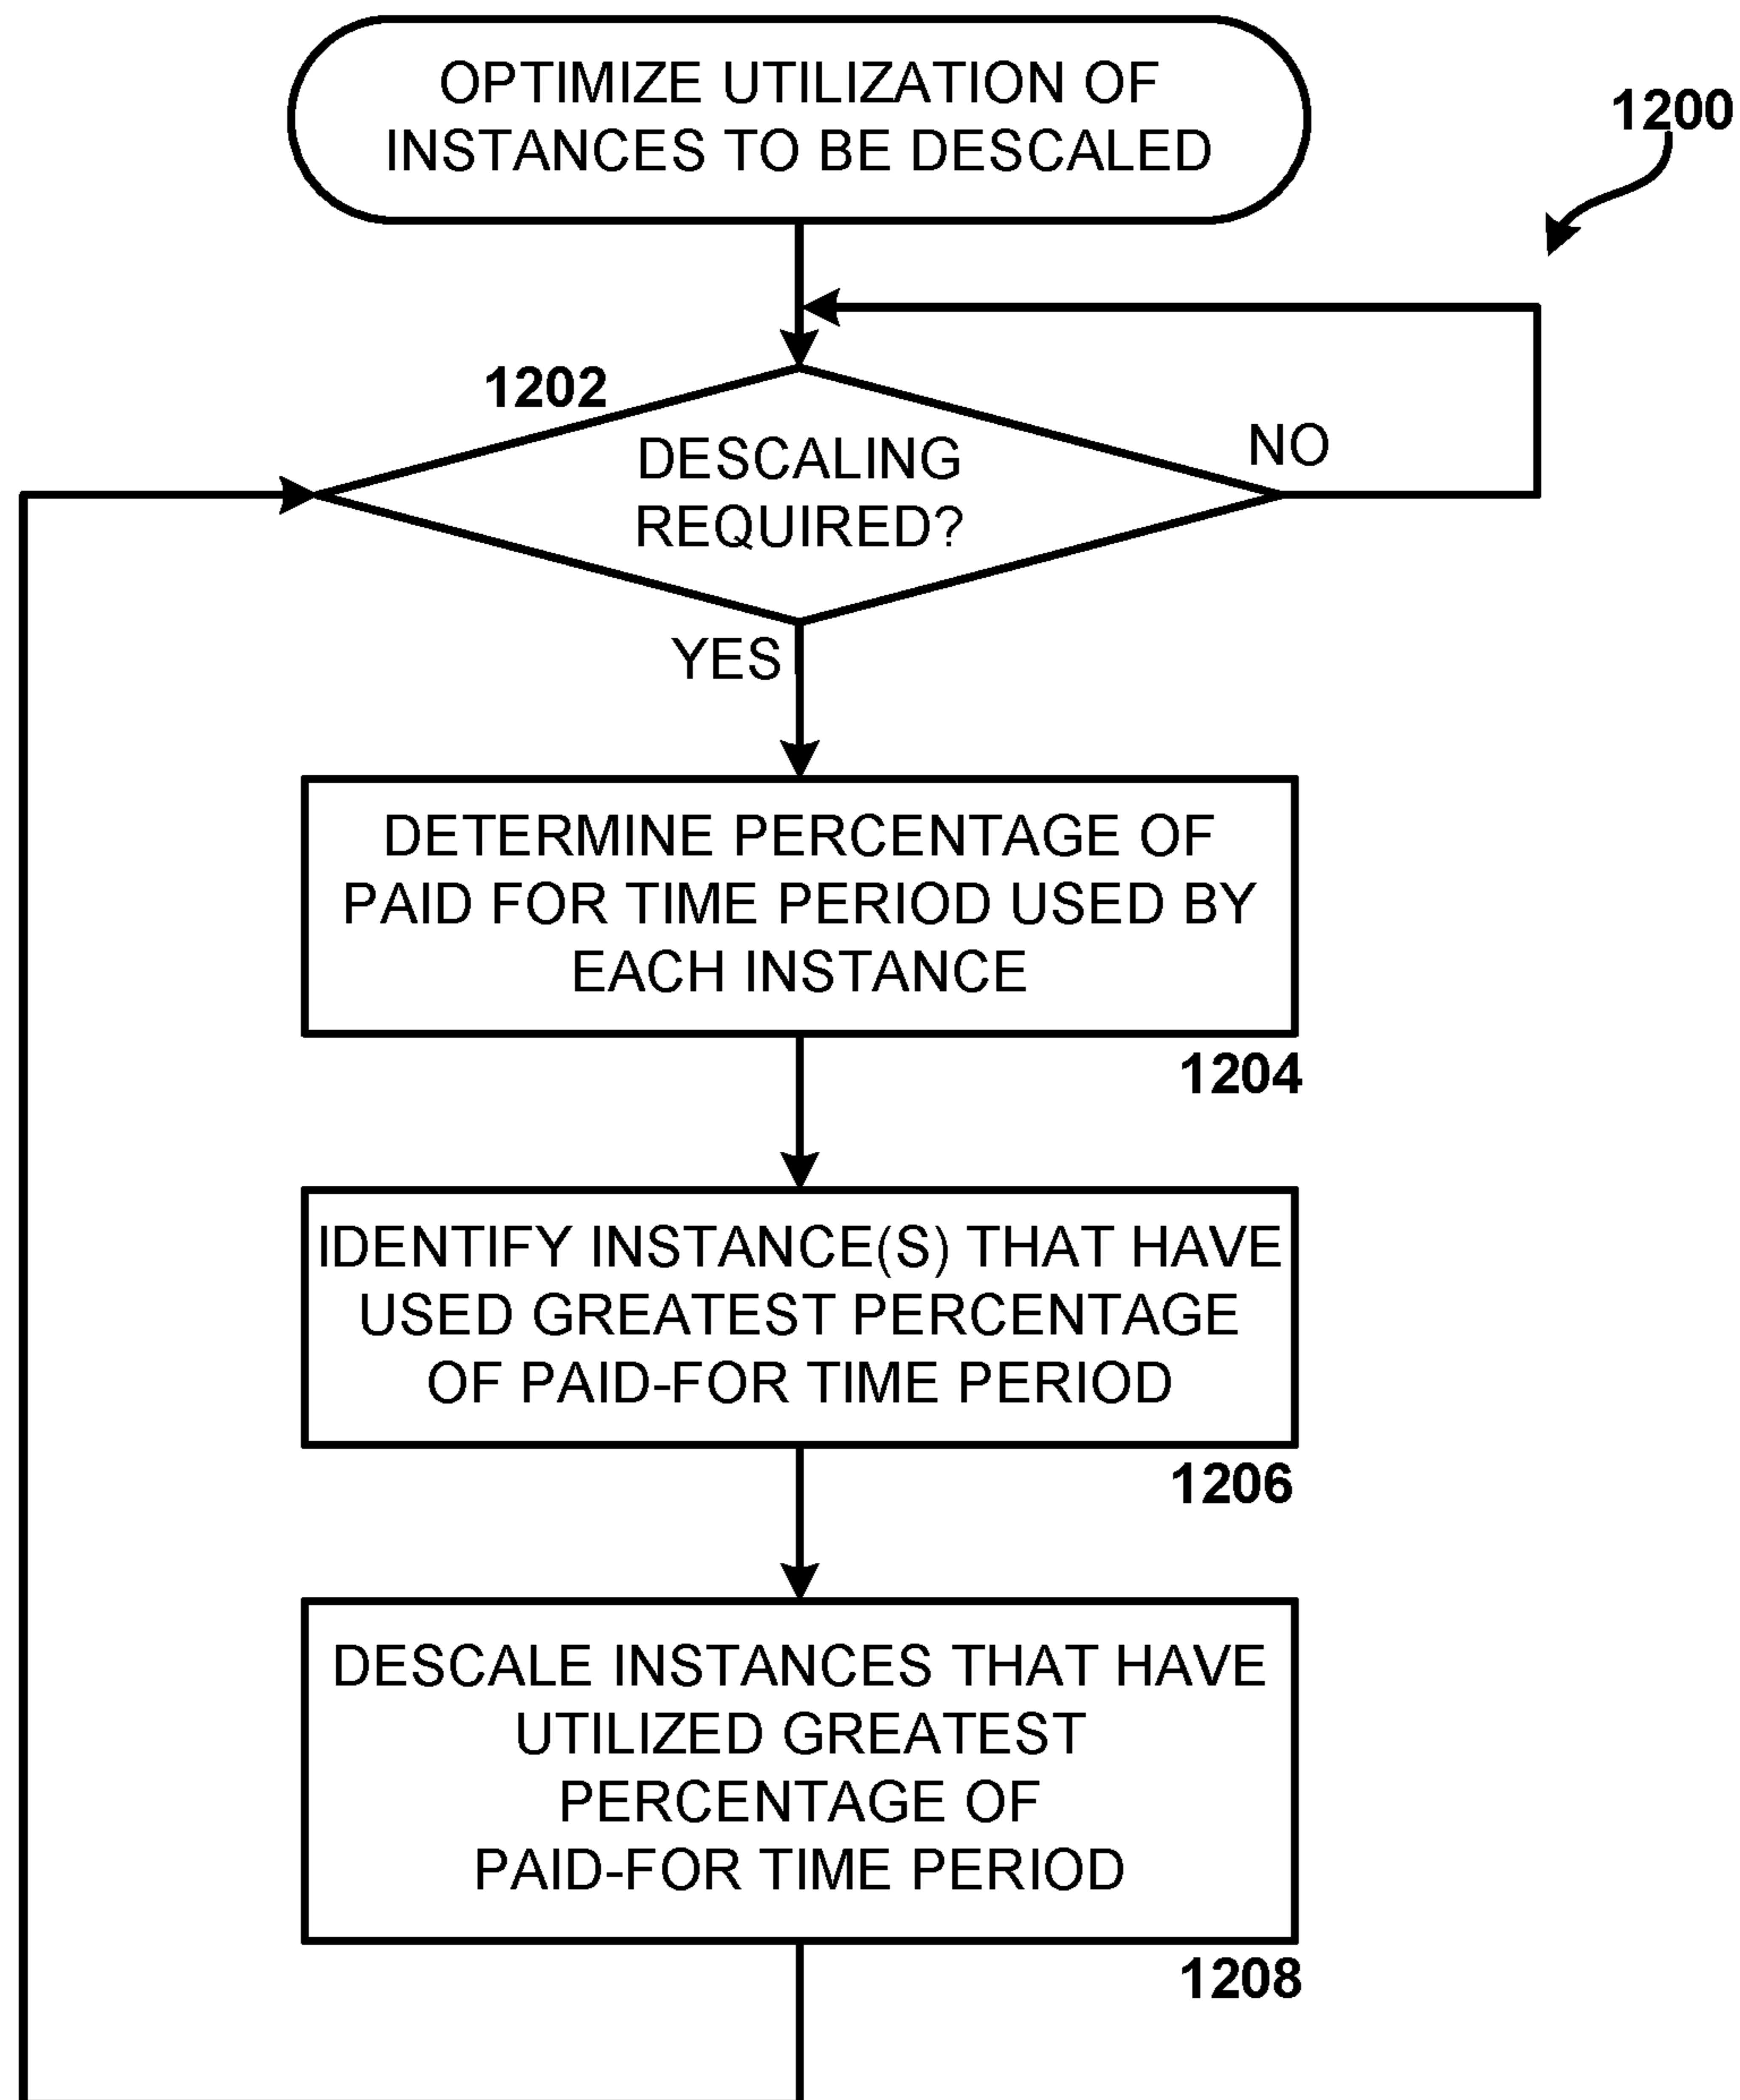 OPTIMIZE UTILIZATION OF
INSTANCES TO BE DESCALED
1200
1202
DESCALING
REQUIRED?
NO
YES
DETERMINE PERCENTAGE OF
PAID FOR TIME PERIOD USED BY
EACH INSTANCE
1204
IDENTIFY INSTANCE(S) THAT HAVE
USED GREATEST PERCENTAGE
OF PAID-FOR TIME PERIOD
1206
DESCALE INSTANCES THAT HAVE
UTILIZED GREATEST
PERCENTAGE OF
PAID-FOR TIME PERIOD
1208